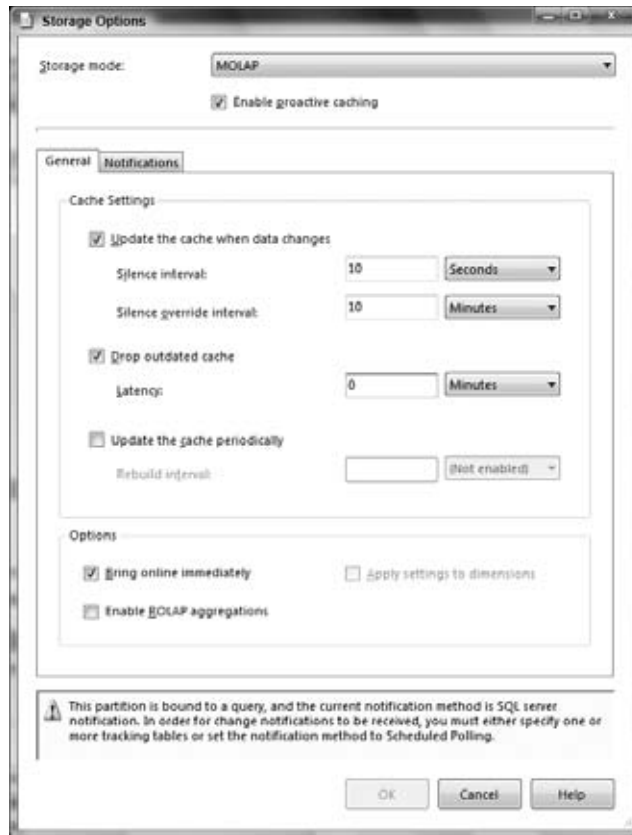 Storage Options
Storage mode: MOLAP
Enable proactive caching
General Notifications
Cache Settings
Update the cache when data changes
Silence interval: 10 Seconds
Silence override interval: 10 Minutes
Drop outdated cache
Latency: 0 Minutes
Update the cache periodically
Rebuild interval: (Not enabled)
Options
Bring online immediately Apply settings to dimensions
Enable ROLAP aggregations
This partition is bound to a query, and the current notification method is SQL server
notification. In order for change notifications to be received, you must either specify one or
more tracking tables or set the notification method to Scheduled Polling.
OK Cancel Help